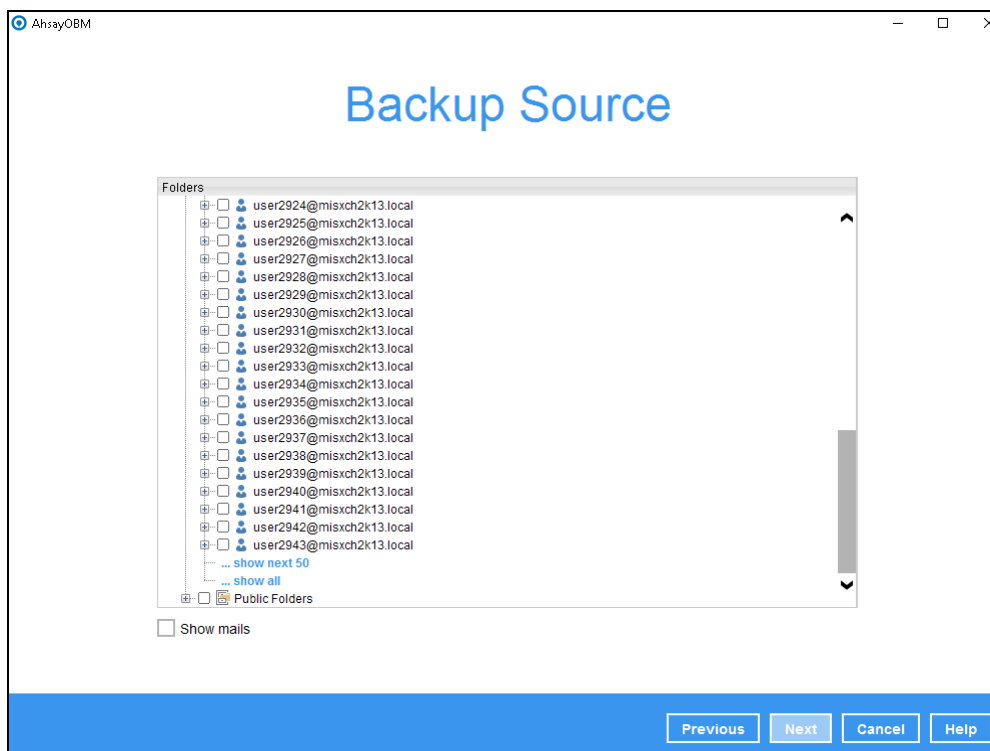 AhsayOBM
Backup Source
Folders
user2924@misxch2k13.local
user2925@misxch2k13.local
user2926@misxch2k13.local
user2927@misxch2k13.local
user2928@misxch2k13.local
user2929@misxch2k13.local
user2930@misxch2k13.local
user2931@misxch2k13.local
user2932@misxch2k13.local
user2933@misxch2k13.local
user2934@misxch2k13.local
user2935@misxch2k13.local
user2936@misxch2k13.local
user2937@misxch2k13.local
user2938@misxch2k13.local
user2939@misxch2k13.local
user2940@misxch2k13.local
user2941@misxch2k13.local
user2942@misxch2k13.local
user2943@misxch2k13.local
... show next 50
... show all
Public Folders
Show mails
Previous Next Cancel Help